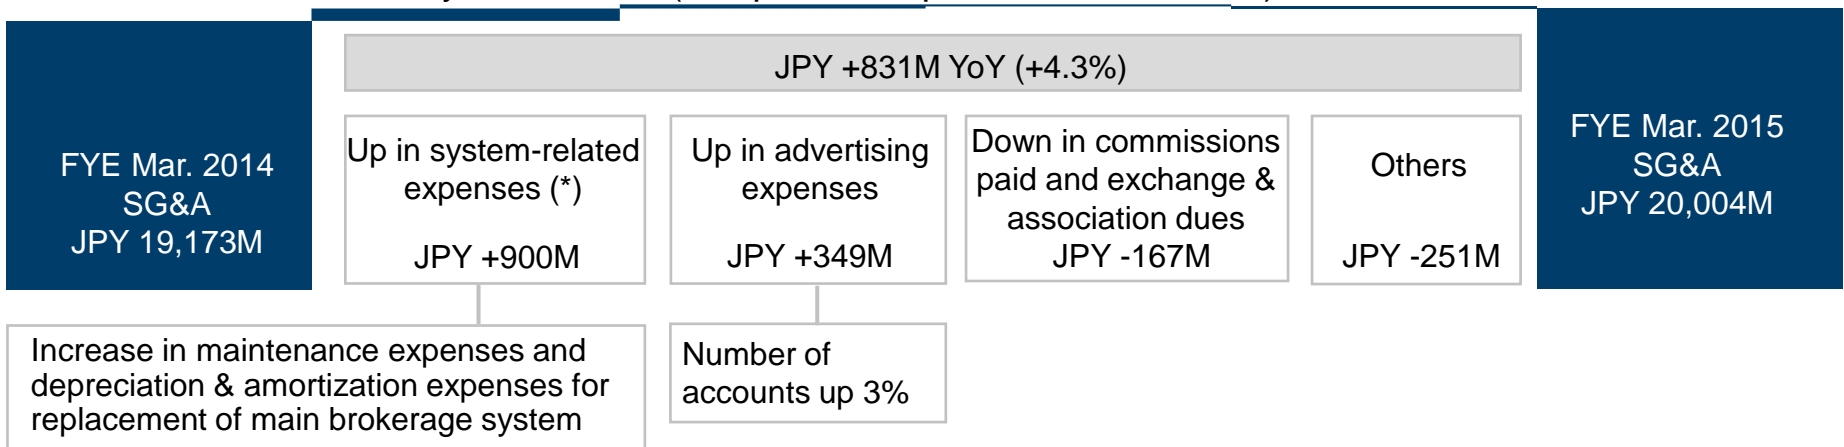 JPY +831M YoY (+4.3%)
FYE Mar. 2014
SG&A
JPY 19,173M
Up in system-related
expenses (*)
JPY +900M
Up in advertising
expenses
JPY +349M
Down in commissions
paid and exchange &
association dues
JPY -167M
Others
JPY -251M
FYE Mar. 2015
SG&A
JPY 20,004M
Increase in maintenance expenses and
depreciation & amortization expenses for
replacement of main brokerage system
Number of
accounts up 3%